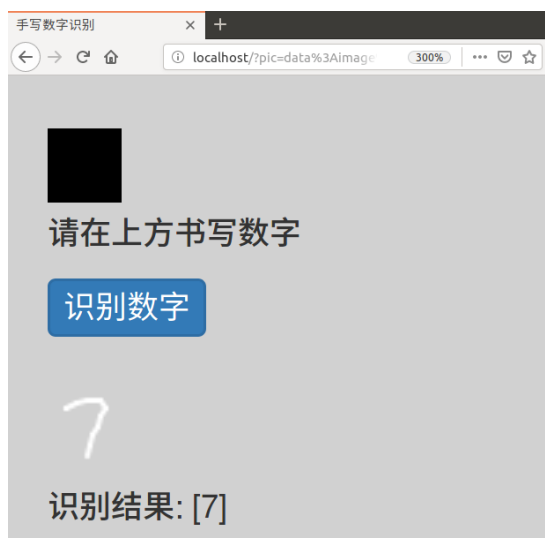 手写数字识别
localhost/?pic=data%3Aimage
300%
请在上方书写数字
识别数字
7
识别结果: [7]